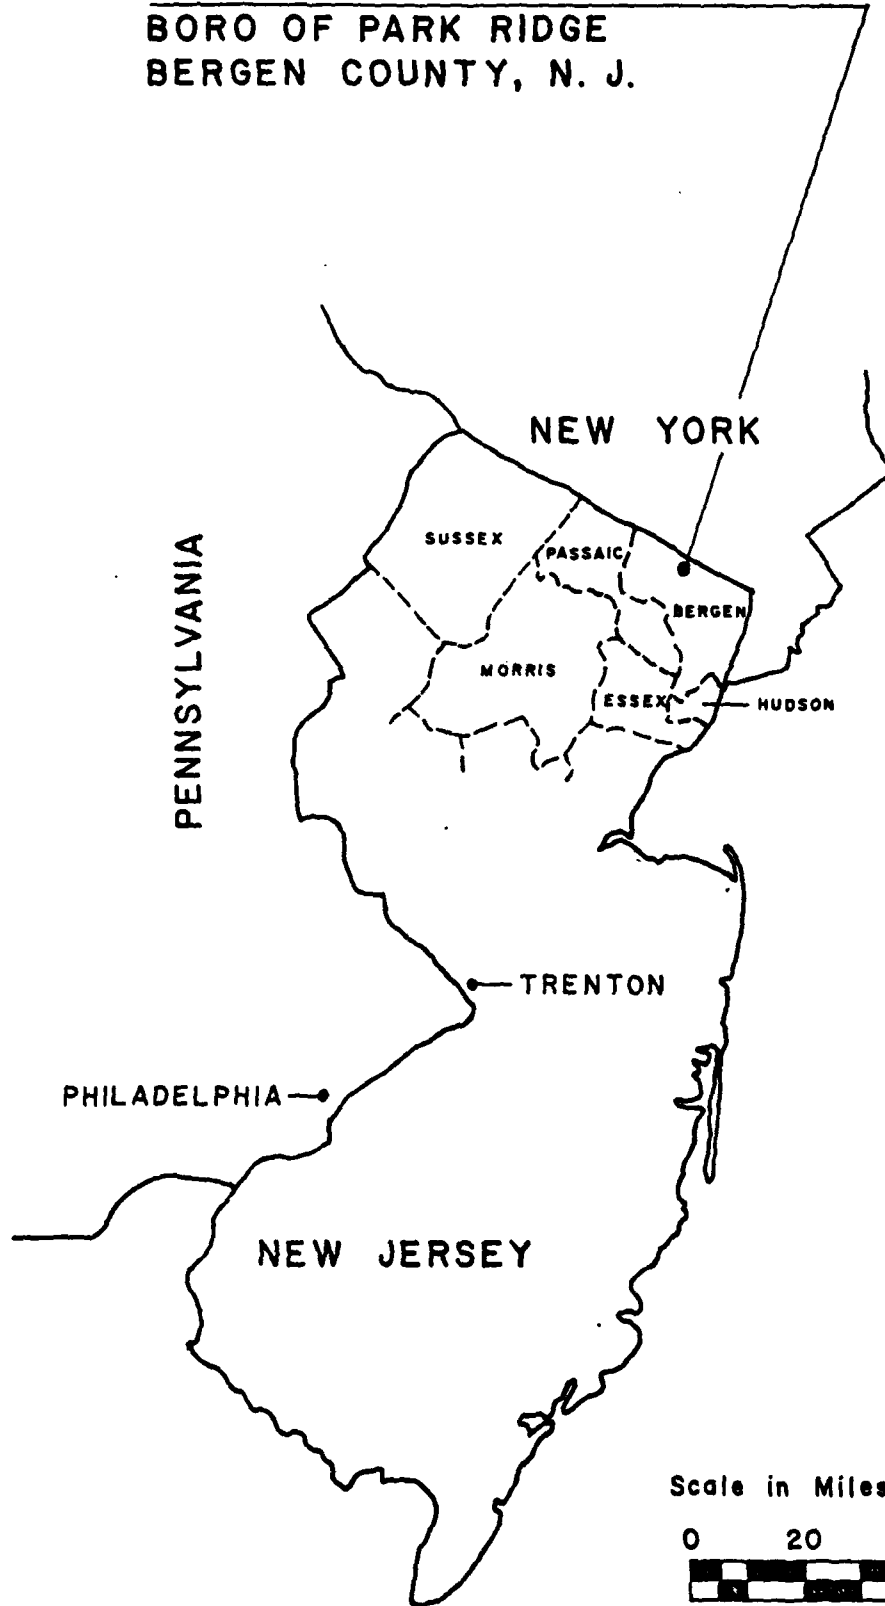 BORO OF PARK RIDGE
BERGEN COUNTY, N. J.
NEW YORK
SUSSEX
PASSAIC
BERGEN
PENNSYLVANIA
MORRIS
ESSEX
HUDSON
TRENTON
PHILADELPHIA
NEW JERSEY
Scale in Miles
0 20